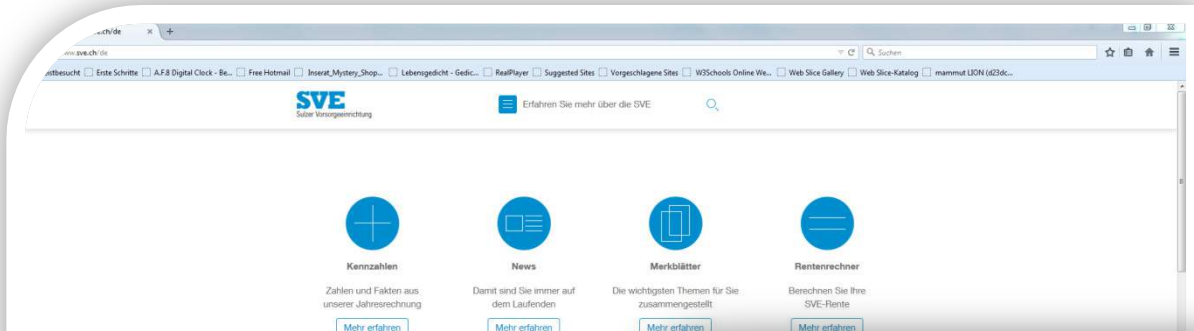 .ch/de × +
sve.ch/de Suchen
Erste Schritte A.F.8 Digital Clock - Be... Free Hotmail Inserat_Mystery_Shop... Lebensgedicht - Gedic... RealPlayer Suggested Sites Vorgeschlagene Sites W3Schools Online We... Web Slice Gallery Web Slice-Katalog mammut LION (d23dc...
SVE
Sulzer Vorsorgeeinrichtung
Erfahren Sie mehr über die SVE
Kennzahlen
Zahlen und Fakten aus
unserer Jahresrechnung
Mehr erfahren
News
Damit sind Sie immer auf
dem Laufenden
Mehr erfahren
Merkblätter
Die wichtigsten Themen für Sie
zusammengestellt
Mehr erfahren
Rentenrechner
Berechnen Sie Ihre
SVE-Rente
Mehr erfahren